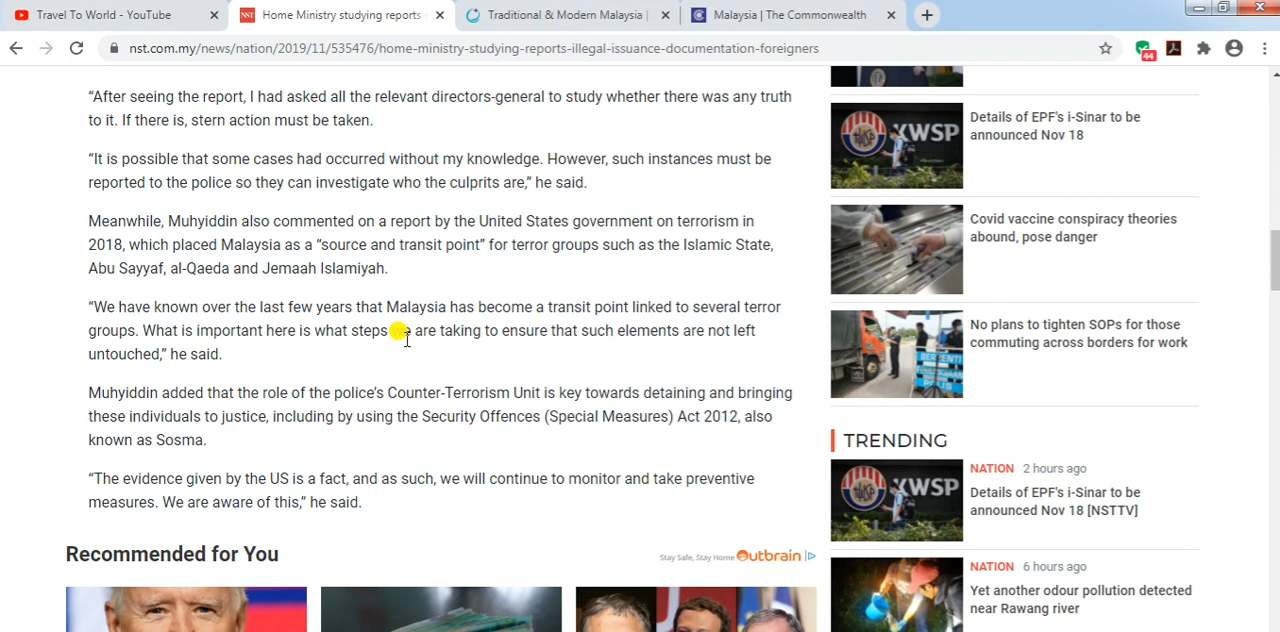 Travel To World - YouTube
Home Ministry studying reports
Traditional & Modern Malaysia |
Malaysia | The Commonwealth
nst.com.my/news/nation/2019/11/535476/home-ministry-studying-reports-illegal-issuance-documentation-foreigners
44
“After seeing the report, I had asked all the relevant directors-general to study whether there was any truth
to it. If there is, stern action must be taken.
“It is possible that some cases had occurred without my knowledge. However, such instances must be
reported to the police so they can investigate who the culprits are,” he said.
Meanwhile, Muhyiddin also commented on a report by the United States government on terrorism in
2018, which placed Malaysia as a “source and transit point” for terror groups such as the Islamic State,
Abu Sayyaf, al-Qaeda and Jemaah Islamiyah.
“We have known over the last few years that Malaysia has become a transit point linked to several terror
groups. What is important here is what steps we are taking to ensure that such elements are not left
untouched,” he said.
Muhyiddin added that the role of the police’s Counter-Terrorism Unit is key towards detaining and bringing
these individuals to justice, including by using the Security Offences (Special Measures) Act 2012, also
known as Sosma.
“The evidence given by the US is a fact, and as such, we will continue to monitor and take preventive
measures. We are aware of this,” he said.
Recommended for You
Stay Safe, Stay Home Outbrain
KWSP
Details of EPF's i-Sinar to be
announced Nov 18
Covid vaccine conspiracy theories
abound, pose danger
BERHENTI
POLIS
No plans to tighten SOPs for those
commuting across borders for work
TRENDING
KWSP
NATION 2 hours ago
Details of EPF's i-Sinar to be
announced Nov 18 [NSTTV]
NATION 6 hours ago
Yet another odour pollution detected
near Rawang river